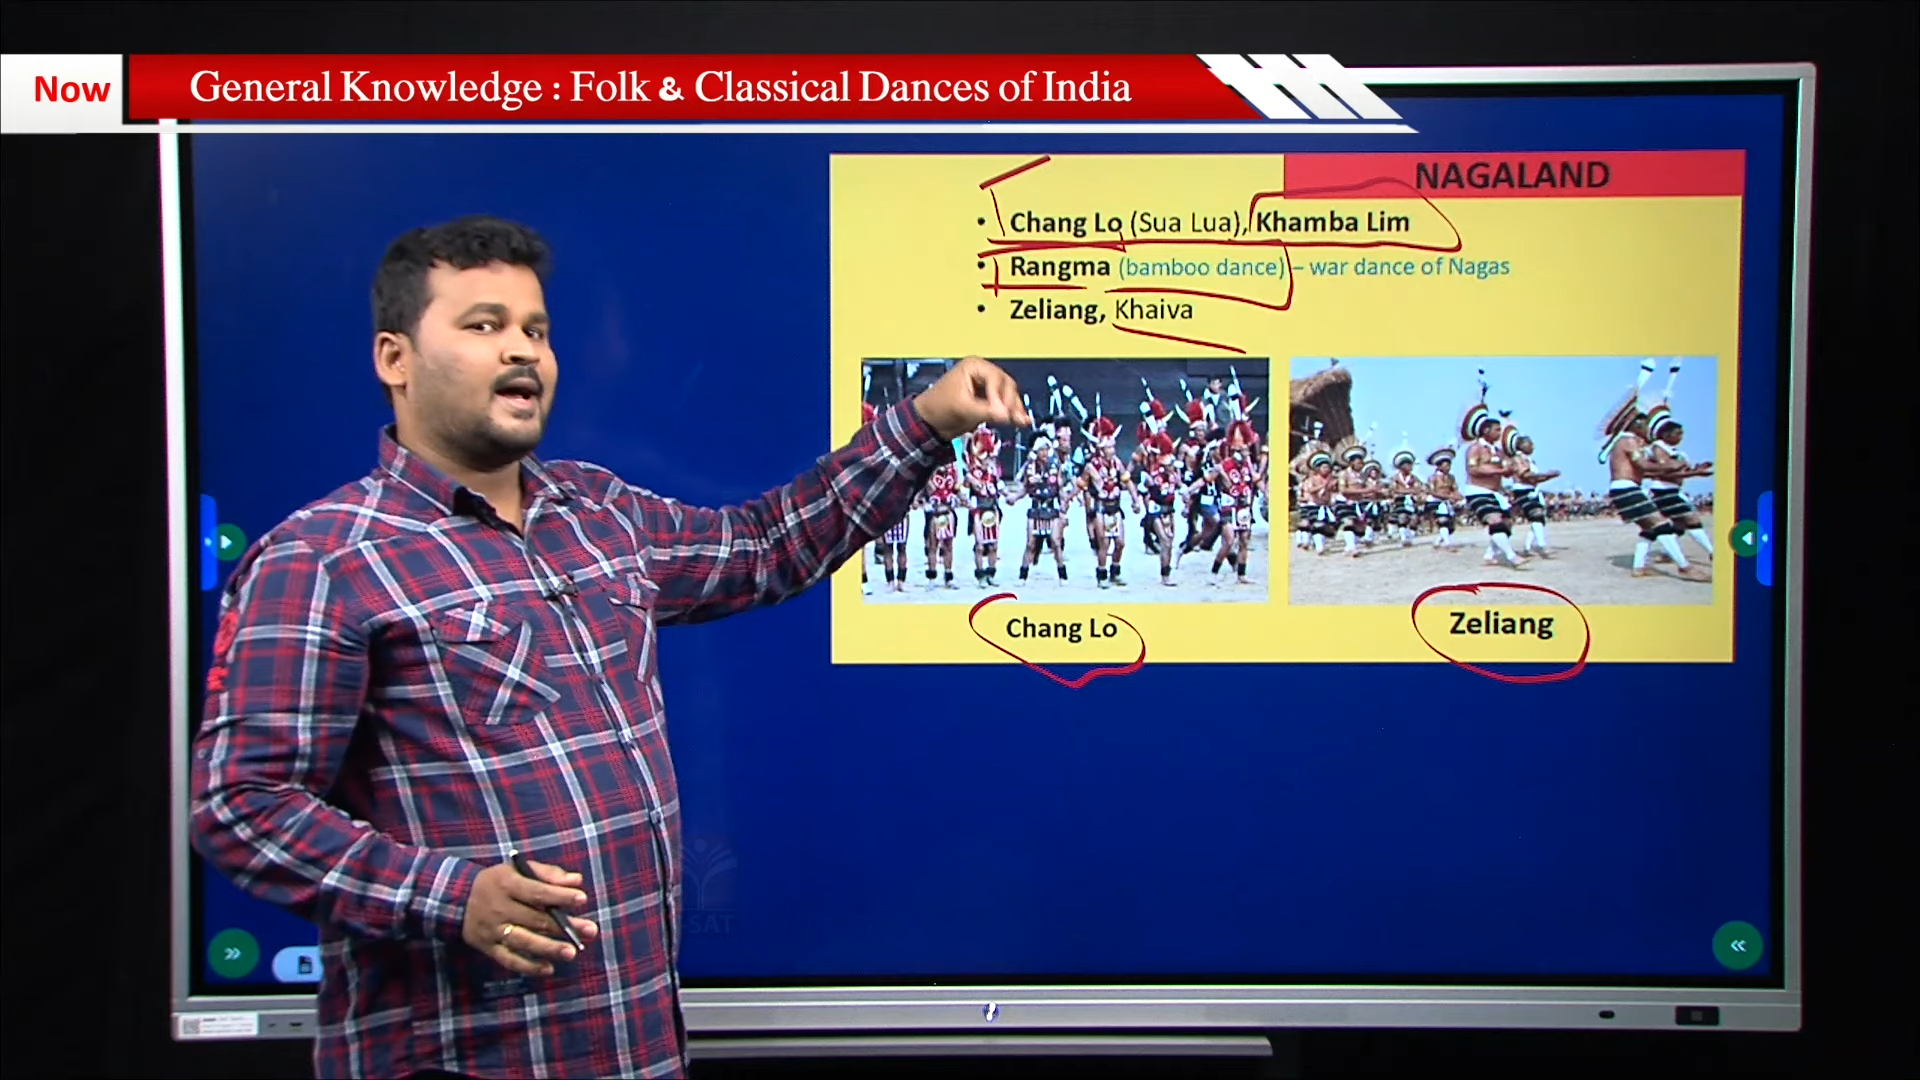 Now
General Knowledge : Folk & Classical Dances of India
NAGALAND
• Chang Lo (Sua Lua), Khamba Lim
• Rangma (bamboo dance) – war dance of Nagas
• Zeliang, Khaiva
Chang Lo
Zeliang
SAT